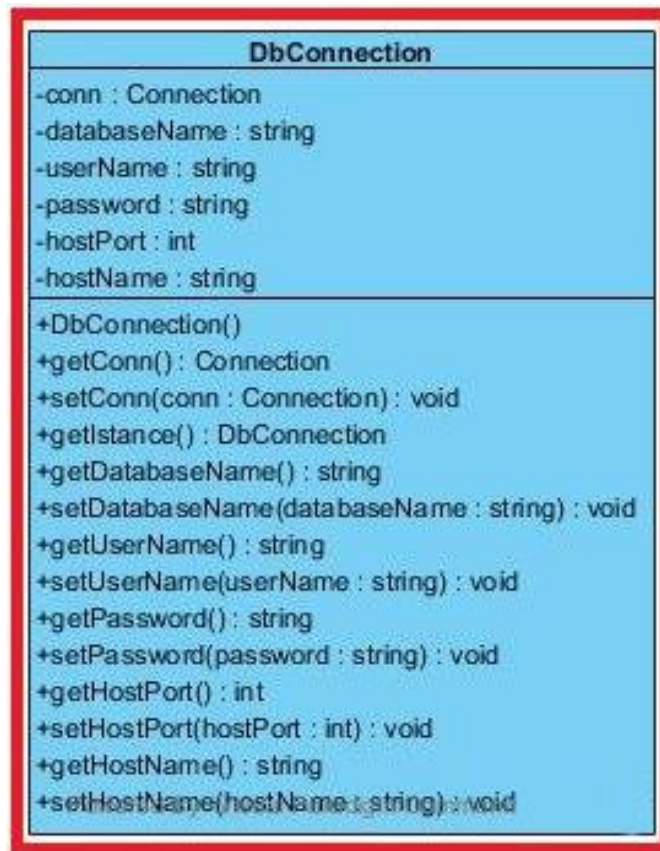 DbConnection
-conn : Connection
-databaseName : string
-userName : string
-password : string
-hostPort : int
-hostName : string
+DbConnection()
+getConn() : Connection
+setConn(conn : Connection) : void
+getIstance() : DbConnection
+getDatabaseName() : string
+setDatabaseName(databaseName : string) : void
+getUserName() : string
+setUserName(userName : string) : void
+getPassword() : string
+setPassword(password : string) : void
+getHostPort() : int
+setHostPort(hostPort : int) : void
+getHostName() : string
+setHostName(hostName : string) : void